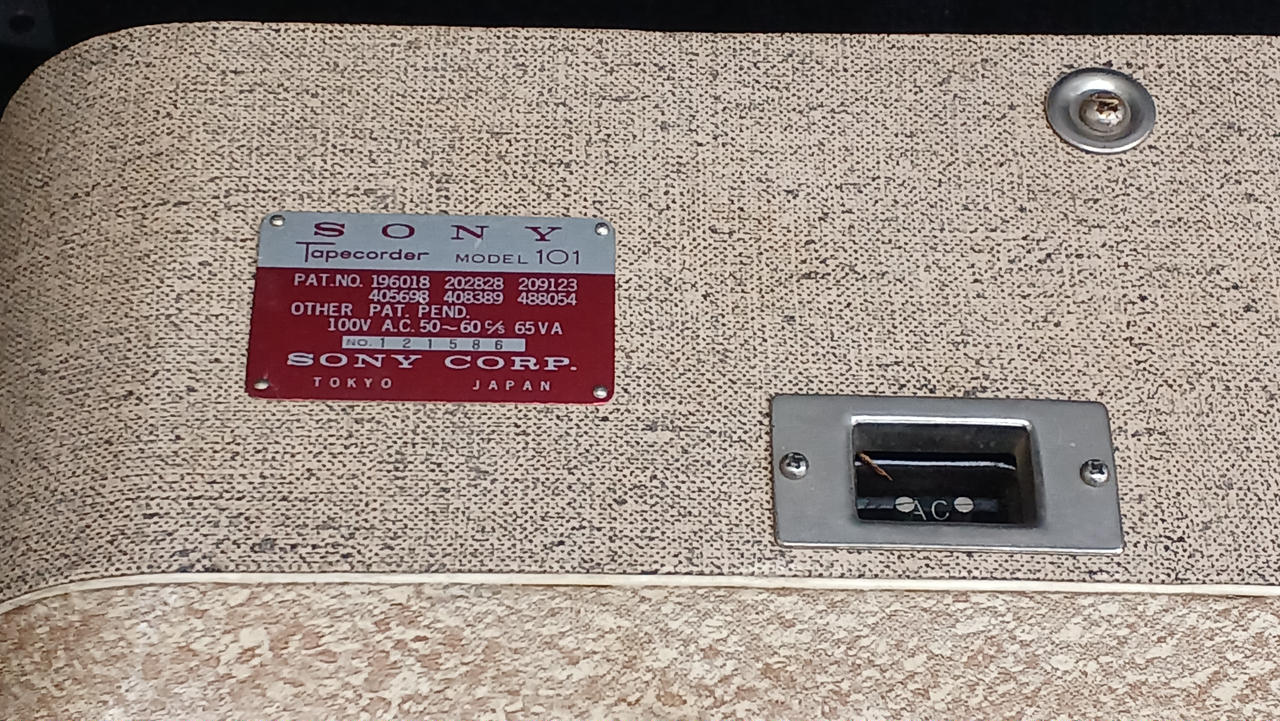 SONY
Tapecorder MODEL 101
PAT.NO. 196018 202828 209123
405698 408389 488054
OTHER PAT. PEND.
100V A.C. 50~60 c/s 65VA
NO. 121586
SONY CORP.
TOKYO JAPAN
AC